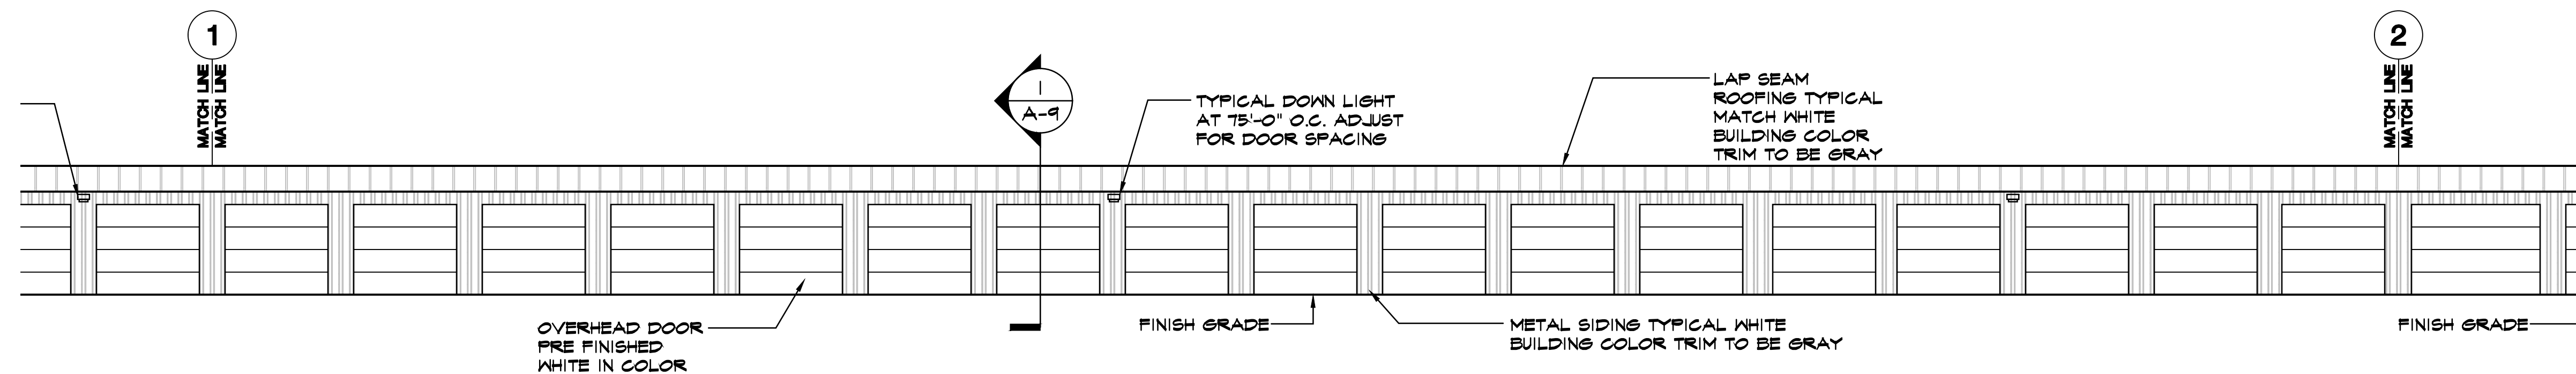 1
MATCH LINE
MATCH LINE
1
A-9
TYPICAL DOWN LIGHT
AT 75'-0" O.C. ADJUST
FOR DOOR SPACING
LAP SEAM
ROOFING TYPICAL
MATCH WHITE
BUILDING COLOR
TRIM TO BE GRAY
2
MATCH LINE
MATCH LINE
OVERHEAD DOOR
PRE FINISHED
WHITE IN COLOR
FINISH GRADE
METAL SIDING TYPICAL WHITE
BUILDING COLOR TRIM TO BE GRAY
FINISH GRADE